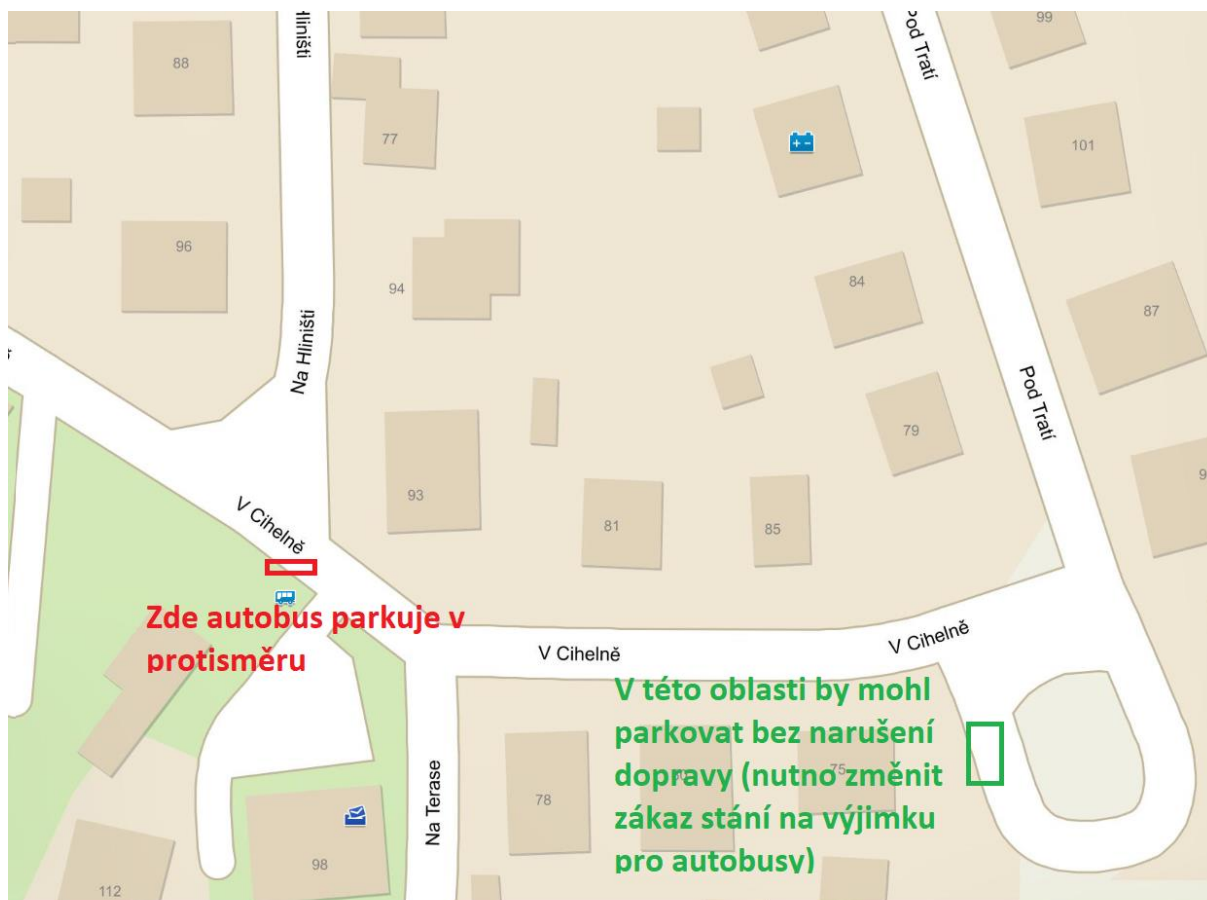 Hliništi
Pod Tratí
99
88
77
101
96
94
84
87
Na Hliništi
Pod Tratí
79
93
81
85
9
V Cihelně
Zde autobus parkuje v
protisměru
V Cihelně
V Cihelně
V této oblasti by mohl
parkovat bez narušení
dopravy (nutno změnit
zákaz stání na výjimku
pro autobusy)
75
78
Na Terase
98
112